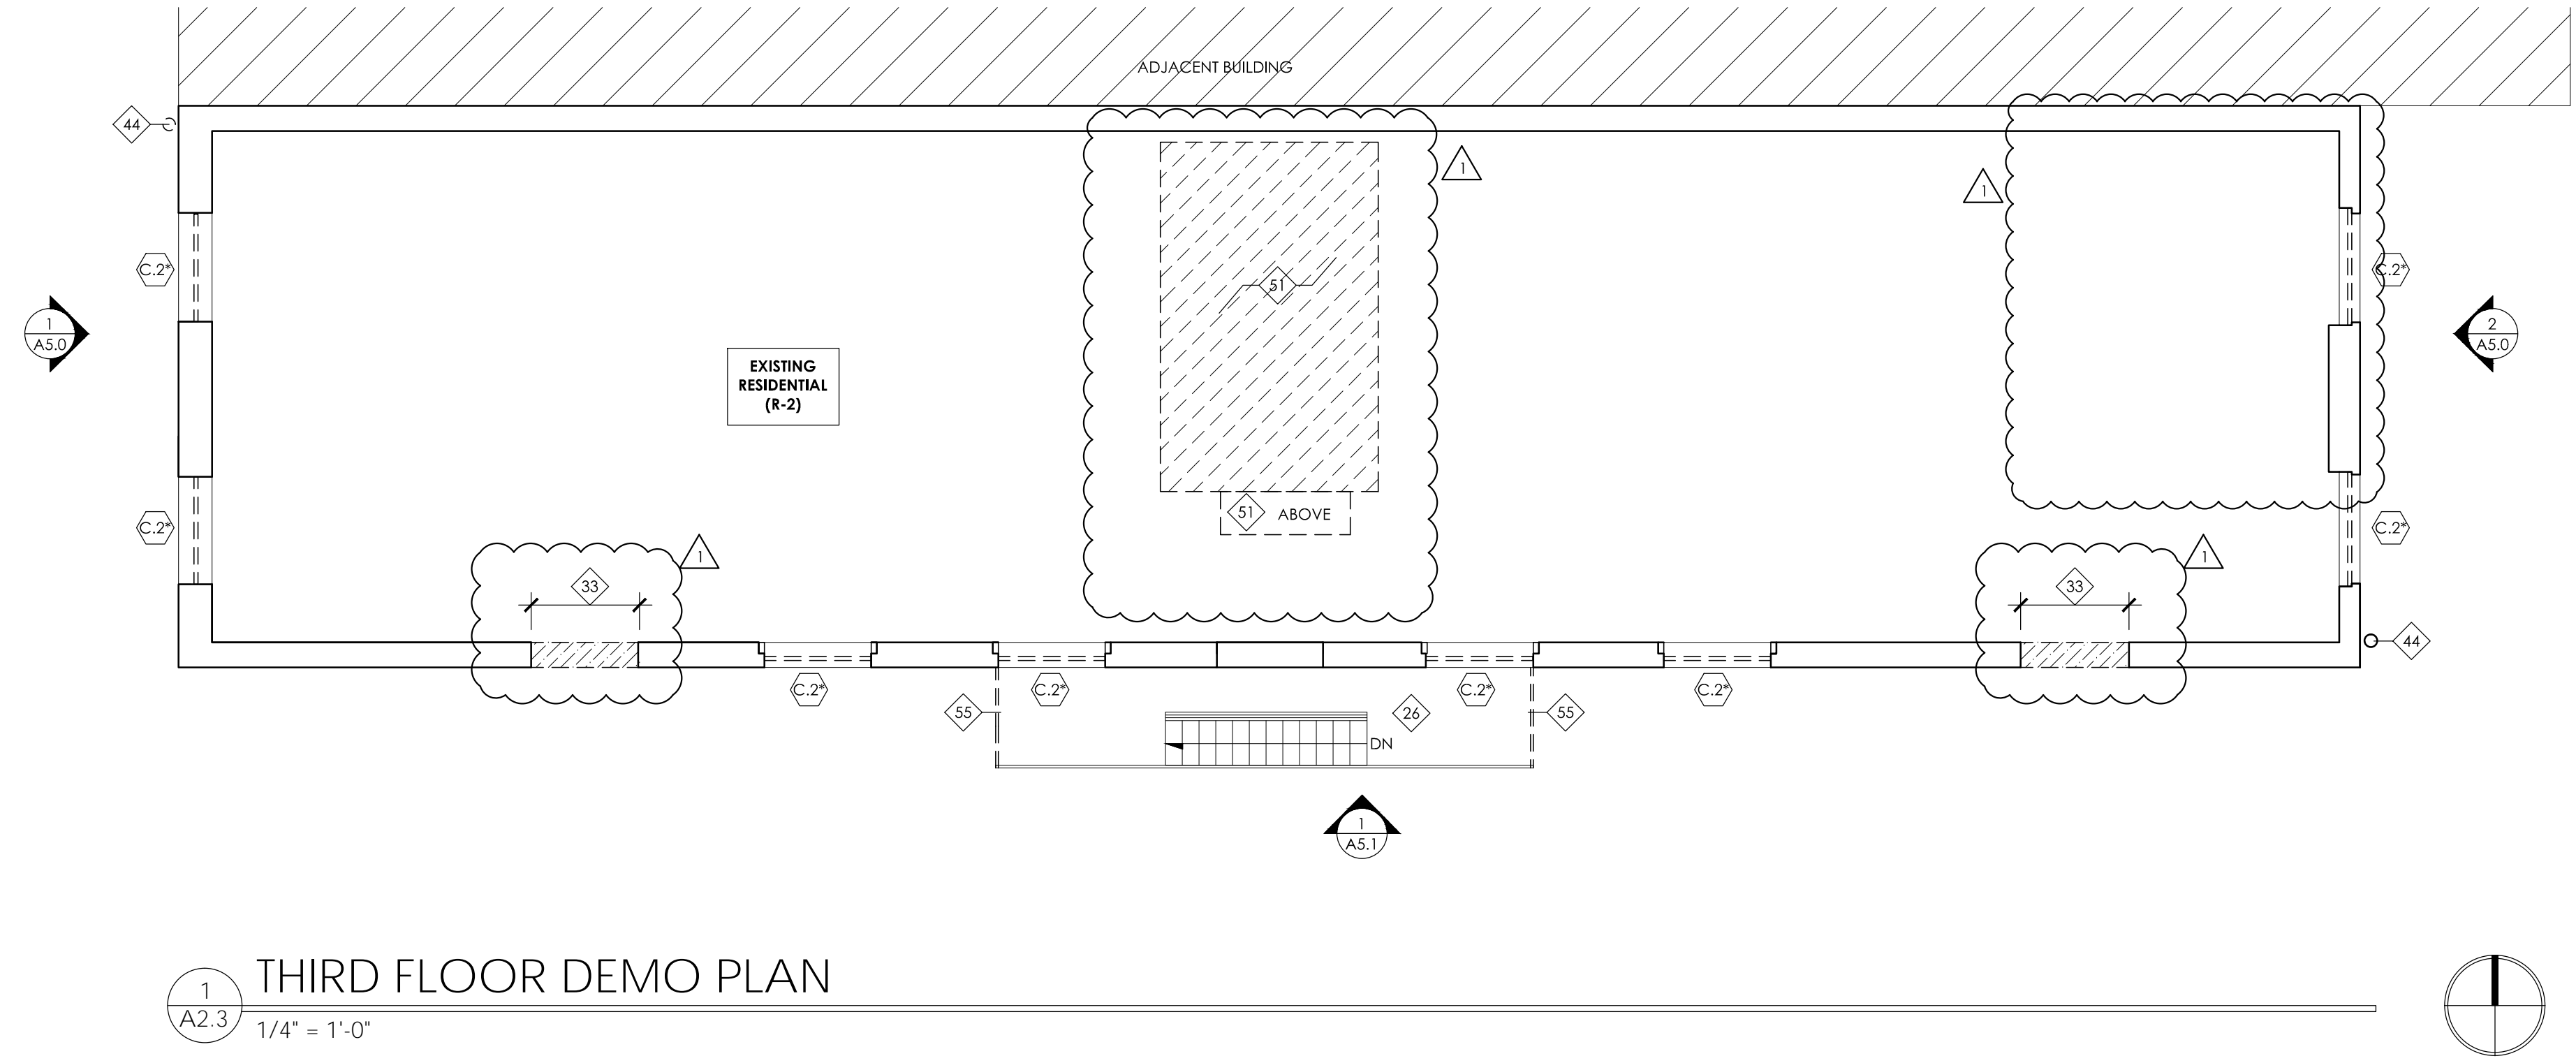 ADJACENT BUILDING
44
1
1
C.2*
C.2*
51
1
A5.0
2
A5.0
EXISTING
RESIDENTIAL
(R-2)
C.2*
51
ABOVE
C.2*
1
1
33
33
44
C.2*
C.2*
C.2*
C.2*
55
26
55
DN
1
A5.1
1
A2.3
THIRD FLOOR DEMO PLAN
1/4" = 1'-0"